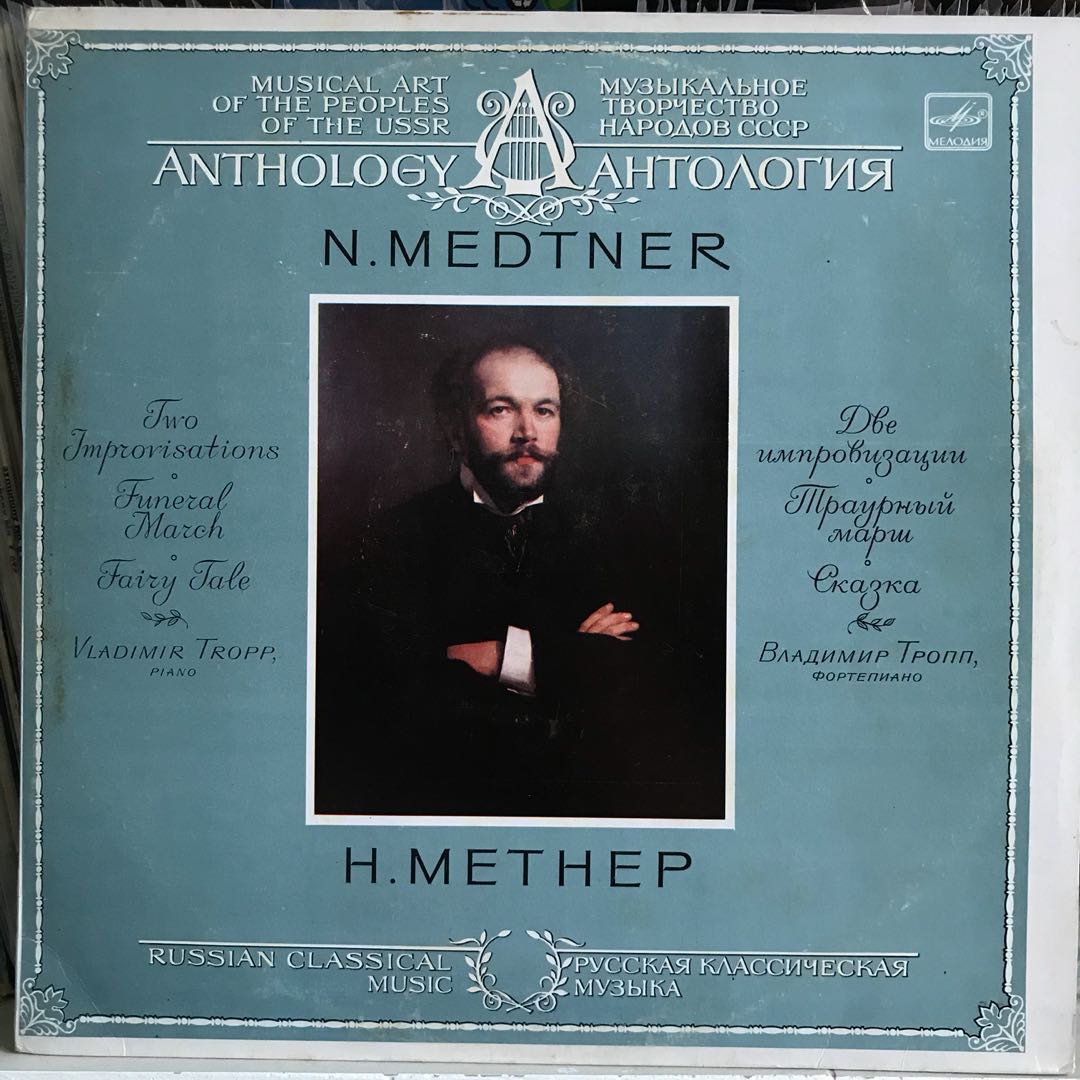 MUSICAL ART
OF THE PEOPLES
OF THE USSR
МУЗЫКАЛЬНОЕ
ТВОРЧЕСТВО
НАРОДОВ СССР
МЕЛОДИЯ
ANTHOLOGY
АНТОЛОГИЯ
N.MEDTNER
Two
Improvisations
Funeral
March
Fairy Tale
VLADIMIR TROPP,
PIANO
Две
импровизации
Траурный
марш
Сказка
ВЛАДИМИР ТРОПП,
ФОРТЕПИАНО
Н.МЕТНЕР
RUSSIAN CLASSICAL
MUSIC
РУССКАЯ КЛАССИЧЕСКАЯ
МУЗЫКА